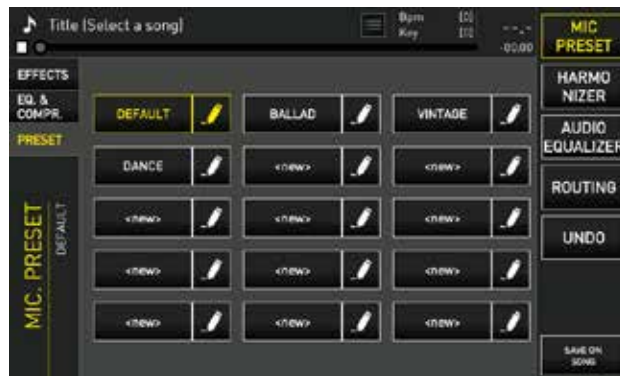 Title (Select a song)
Bpm [0]
Key [0]
--.-
-00:00
MIC PRESET
EFFECTS
EQ. & COMPR.
PRESET
MIC. PRESET
DEFAULT
DEFAULT
BALLAD
VINTAGE
DANCE
<new>
<new>
<new>
<new>
<new>
<new>
<new>
<new>
<new>
<new>
<new>
HARMO
NIZER
AUDIO
EQUALIZER
ROUTING
UNDO
SAVE ON
SONG